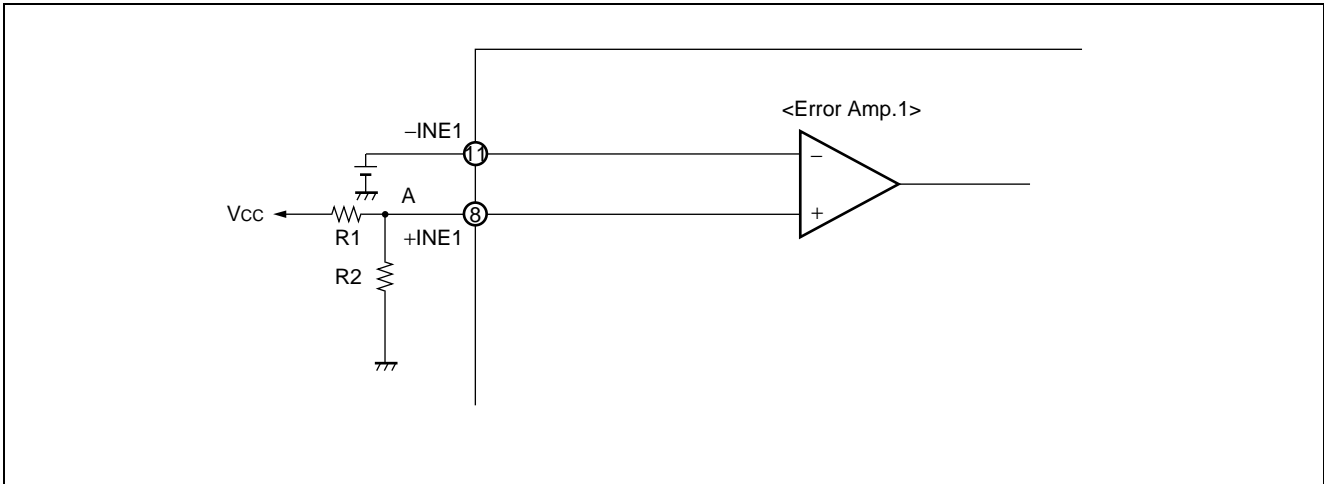 <Error Amp.1>
−INE1
11
−
A
Vcc
8
+
R1
+INE1
R2